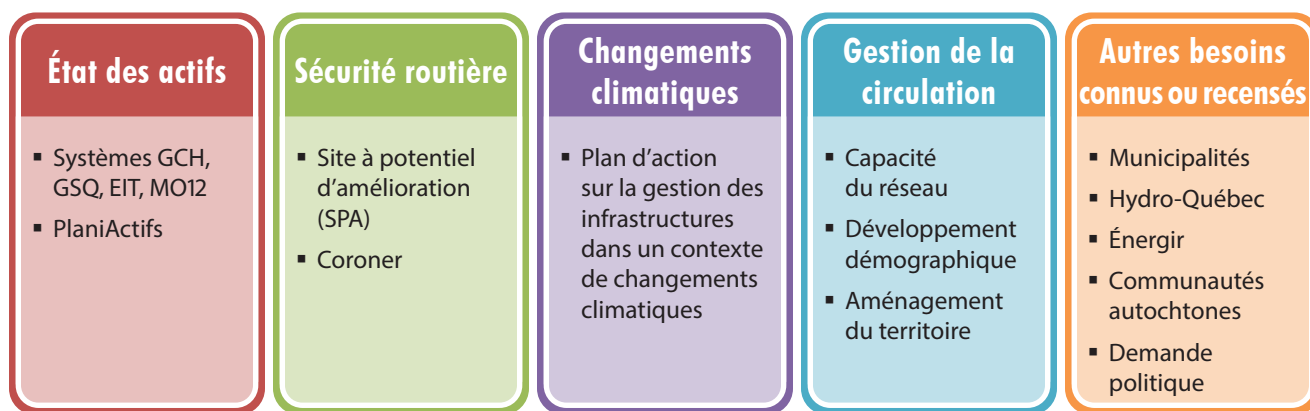 État des actifs
▪ Systèmes GCH,
GSQ, EIT, MO12
▪ PlaniActifs
Sécurité routière
▪ Site à potentiel
d’amélioration
(SPA)
▪ Coroner
Changements
climatiques
▪ Plan d’action
sur la gestion des
infrastructures
dans un contexte
de changements
climatiques
Gestion de la
circulation
▪ Capacité
du réseau
▪ Développement
démographique
▪ Aménagement
du territoire
Autres besoins
connus ou recensés
▪ Municipalités
▪ Hydro-Québec
▪ Énergir
▪ Communautés
autochtones
▪ Demande
politique